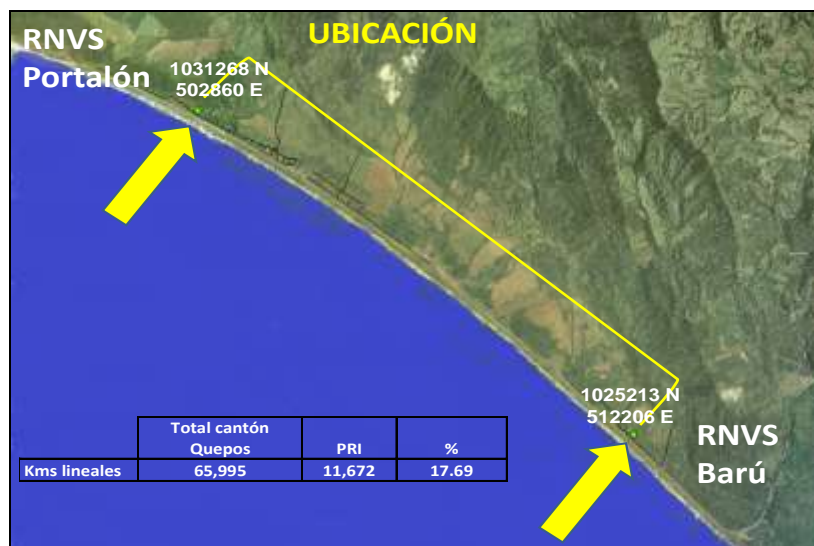 UBICACIÓN
RNVS
Portalón
1031268 N
502860 E
1025213 N
512206 E
RNVS
Barú
Total cantón
Quepos PRI %
Kms lineales 65,995 11,672 17.69